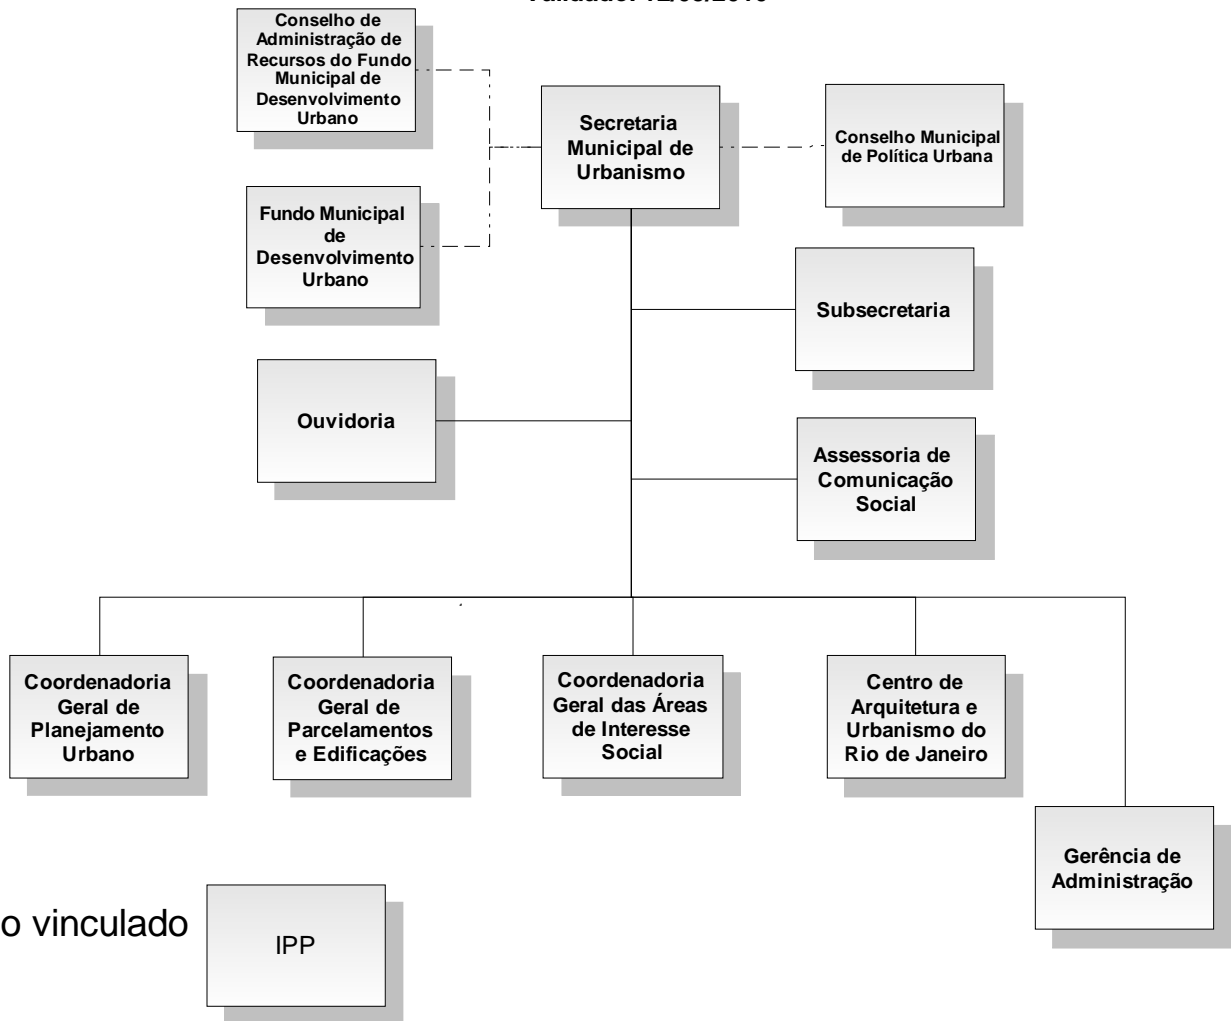 Conselho de
Administração de
Recursos do Fundo
Municipal de
Desenvolvimento
Urbano
Secretaria
Municipal de
Urbanismo
Conselho Municipal
de Política Urbana
Fundo Municipal
de
Desenvolvimento
Urbano
Subsecretaria
Ouvidoria
Assessoria de
Comunicação
Social
Coordenadoria
Geral de
Planejamento
Urbano
Coordenadoria
Geral de
Parcelamentos
e Edificações
Coordenadoria
Geral das Áreas
de Interesse
Social
Centro de
Arquitetura e
Urbanismo do
Rio de Janeiro
Gerência de
Administração
o vinculado
IPP